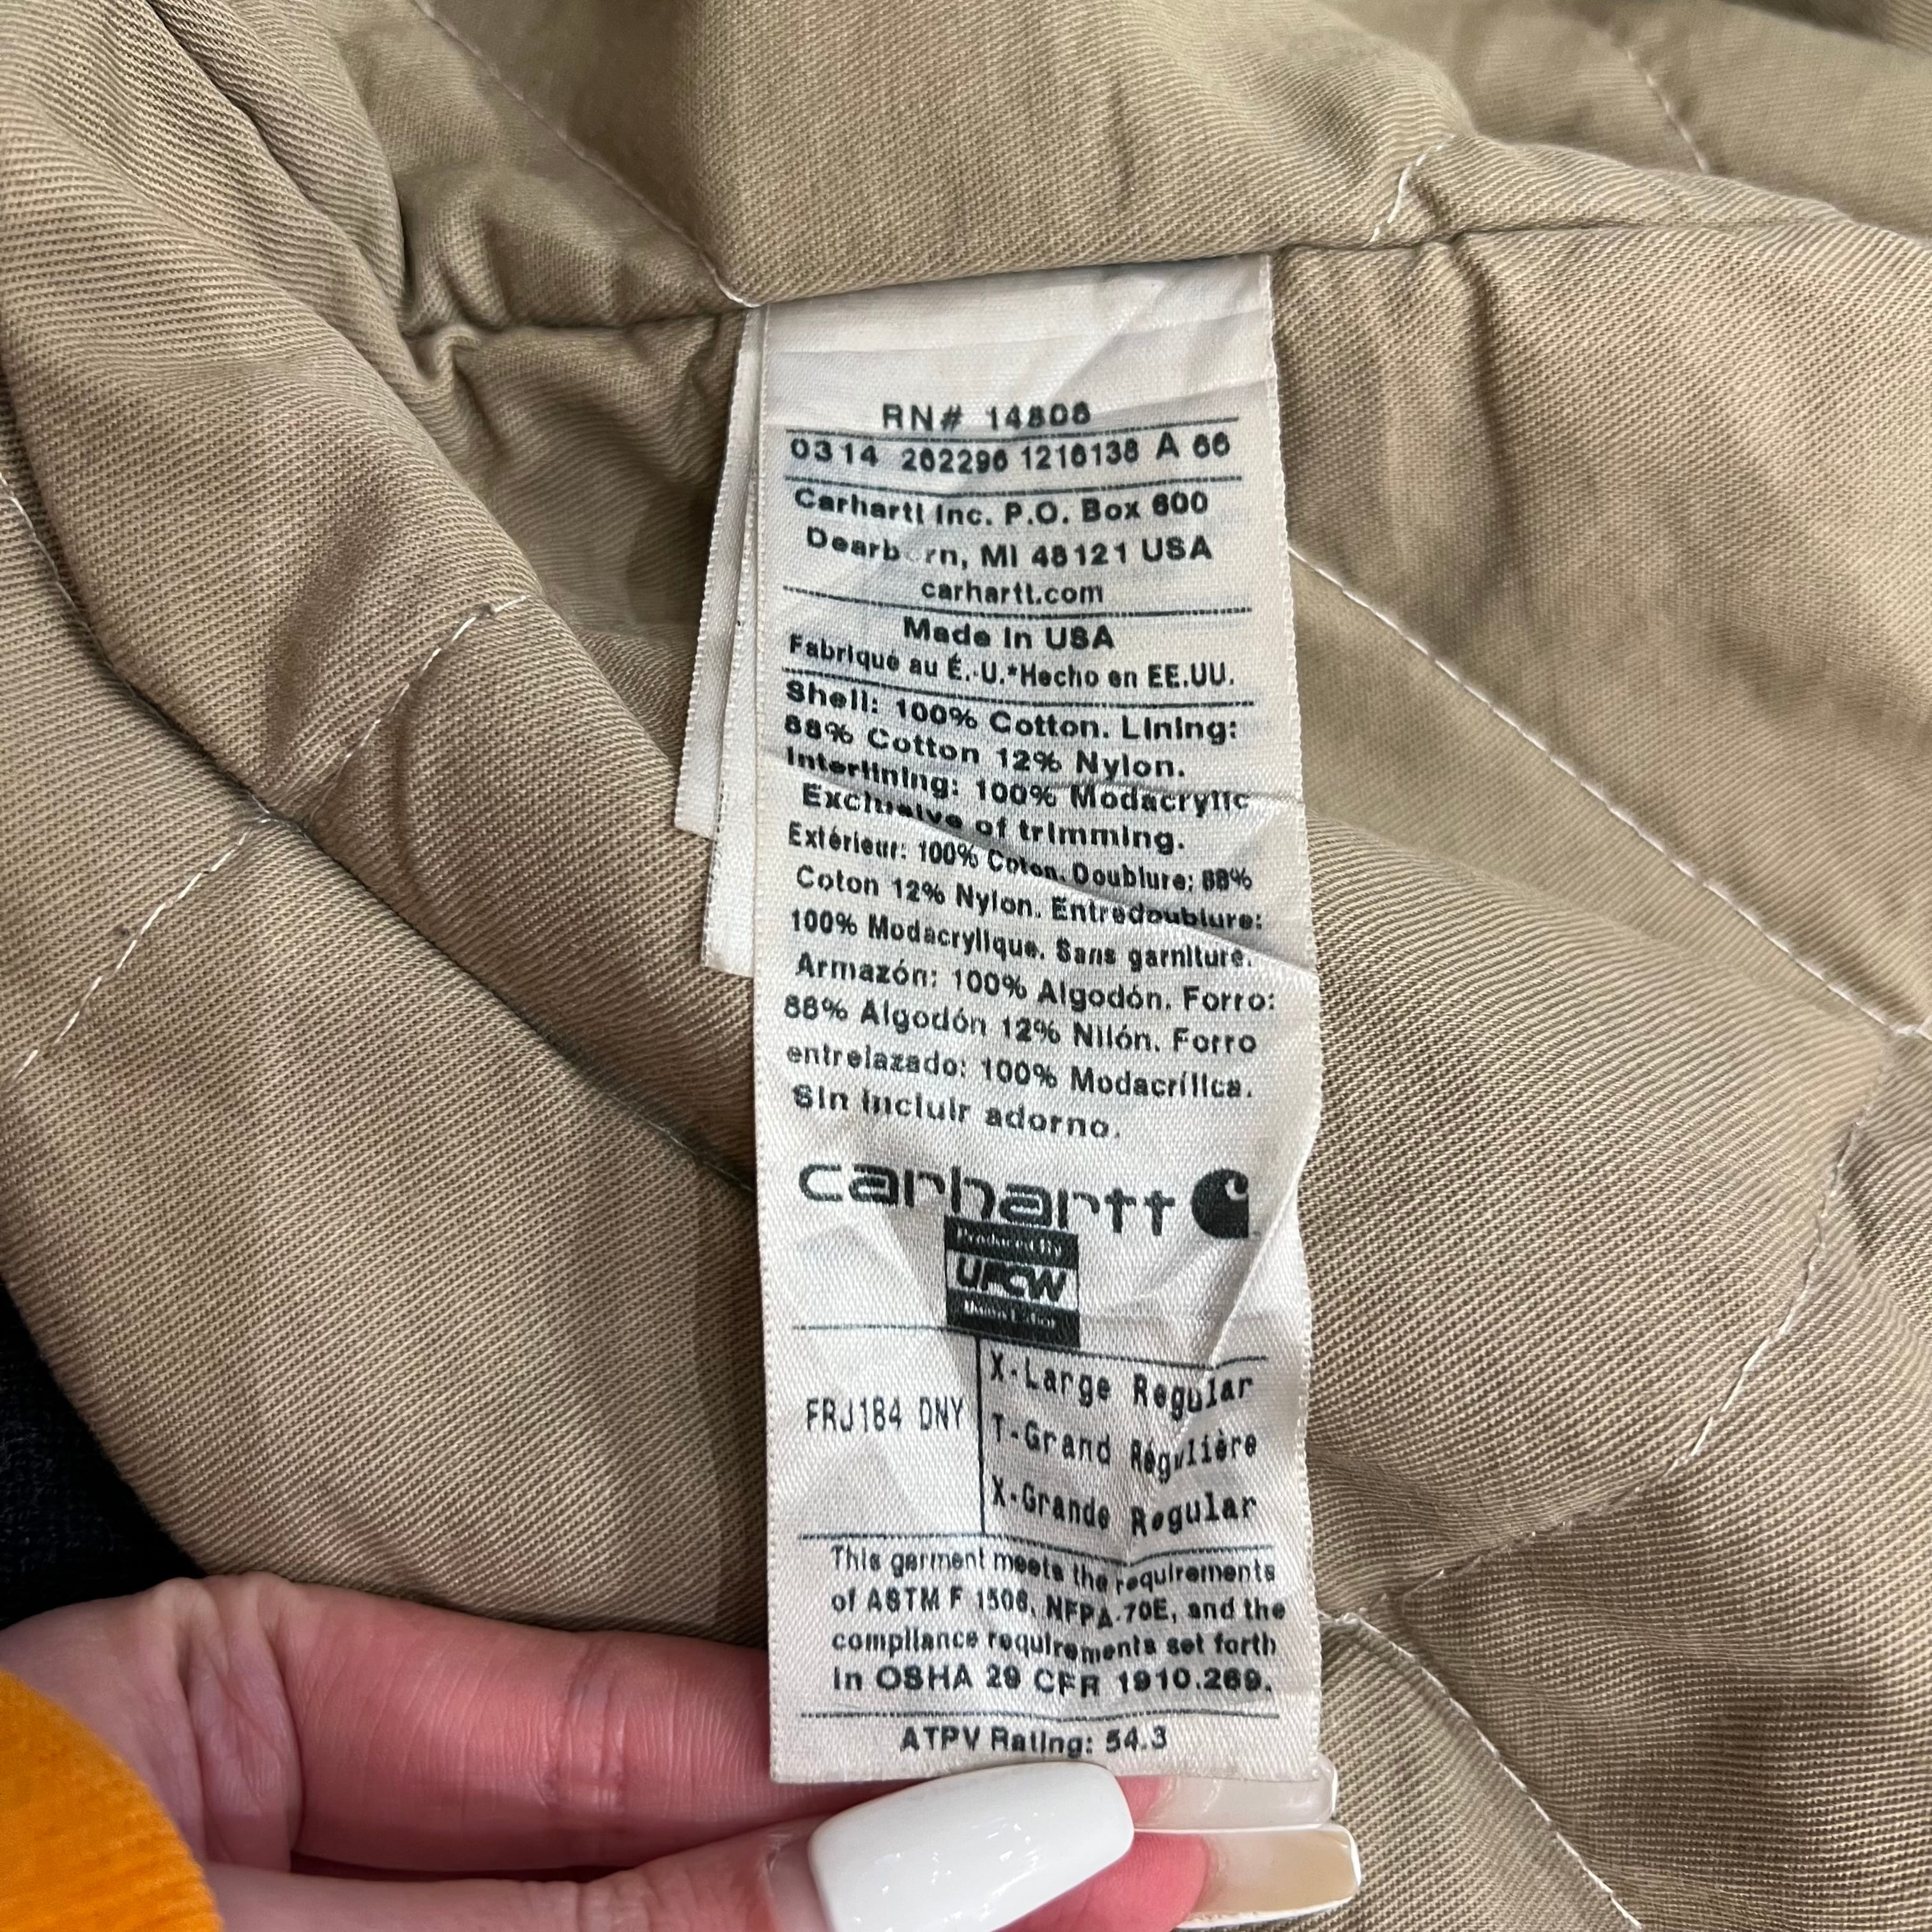 RN# 14806
0314 262296 1216138 A 66
Carhartt Inc. P.O. Box 600
Dearb rn, MI 48121 USA
carhartt.com
Made in USA
Fabriqué au É.-U.*Hecho en EE.UU.
Shell: 100% Cotton. Lining:
88% Cotton 12% Nylon.
Interlining: 100% Modacrylic
Exclusive of trimming.
Extérieur: 100% Coton. Doublure: 88%
Coton 12% Nylon. Entredoublure:
100% Modacrylique. Sans garniture.
Armazón: 100% Algodón. Forro:
88% Algodón 12% Nilón. Forro
entrelazado: 100% Modacrílica.
Sin incluir adorno.
carhartt
Produced By
UFCW
Union Labor
FRJ184 DNY
X-Large Regular
T-Grand Régulière
X-Grande Regular
This garment meets the requirements
of ASTM F 1506, NFPA-70E, and the
compliance requirements set forth
in OSHA 29 CFR 1910.269.
ATPV Rating: 54.3